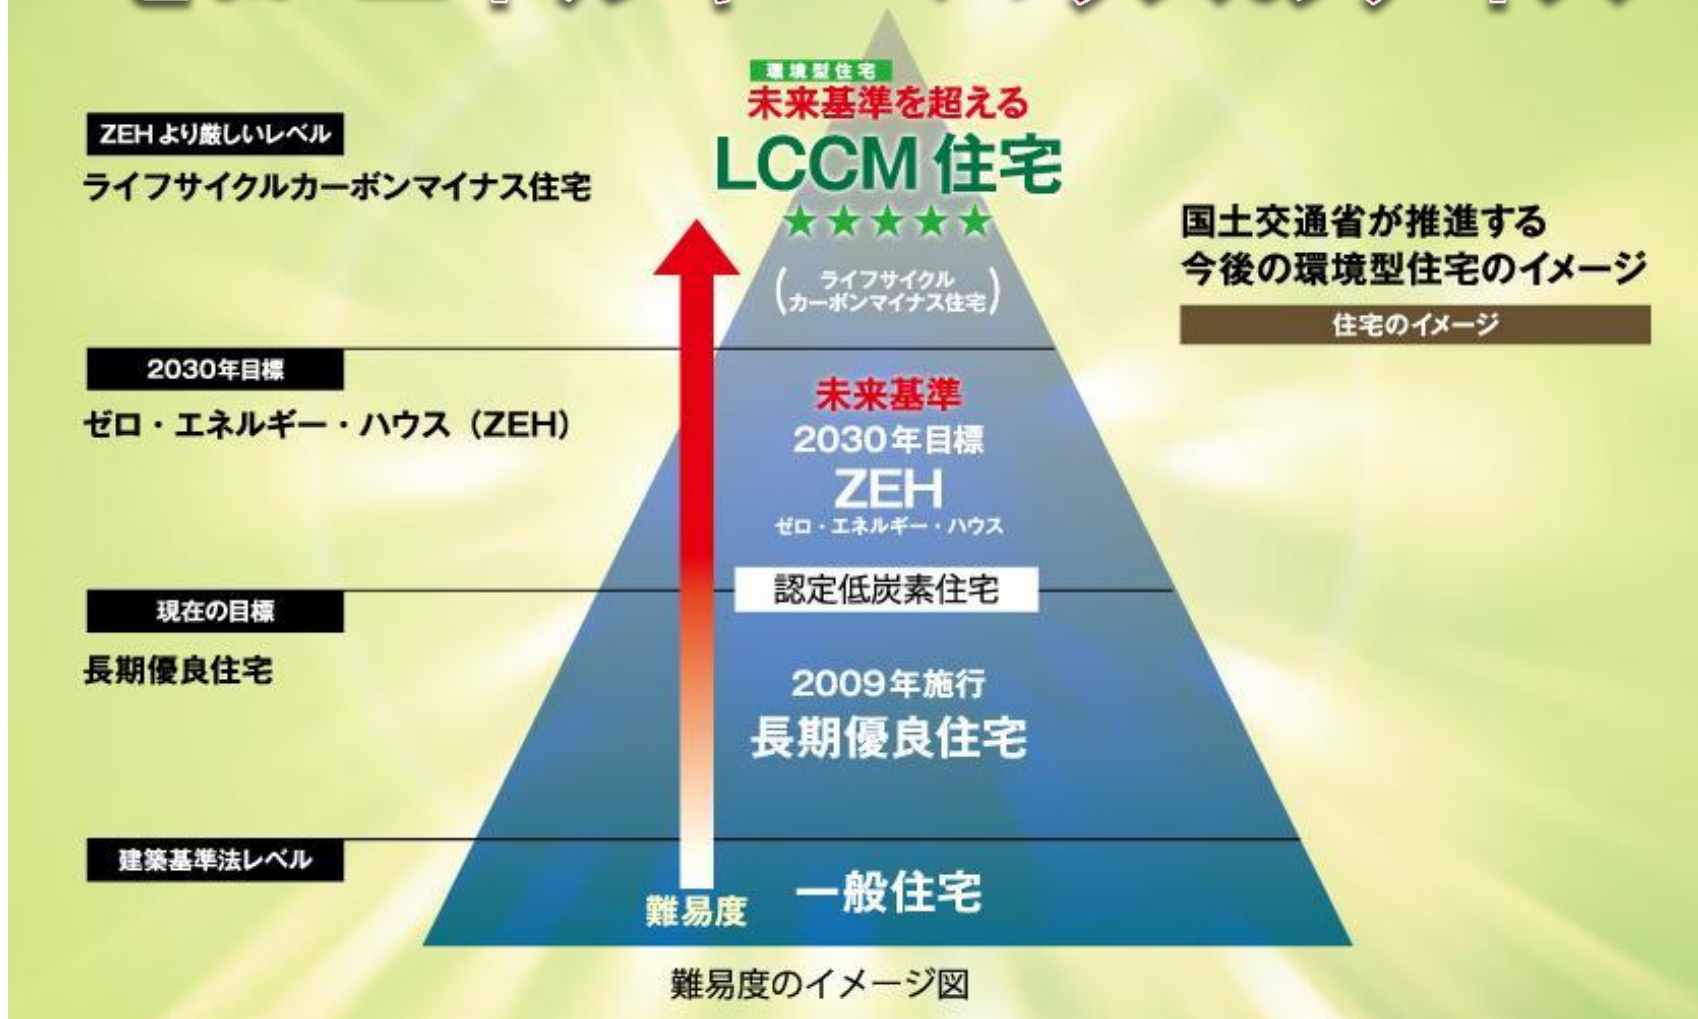 環境型住宅
未来基準を超える
LCCM 住宅
★★★★★
(ライフサイクル
カーボンマイナス住宅)
ZEHより厳しいレベル
ライフサイクルカーボンマイナス住宅
国土交通省が推進する
今後の環境型住宅のイメージ
住宅のイメージ
2030年目標
ゼロ・エネルギー・ハウス（ZEH）
未来基準
2030年目標
ZEH
ゼロ・エネルギー・ハウス
認定低炭素住宅
現在の目標
長期優良住宅
2009年施行
長期優良住宅
建築基準法レベル
一般住宅
難易度
難易度のイメージ図